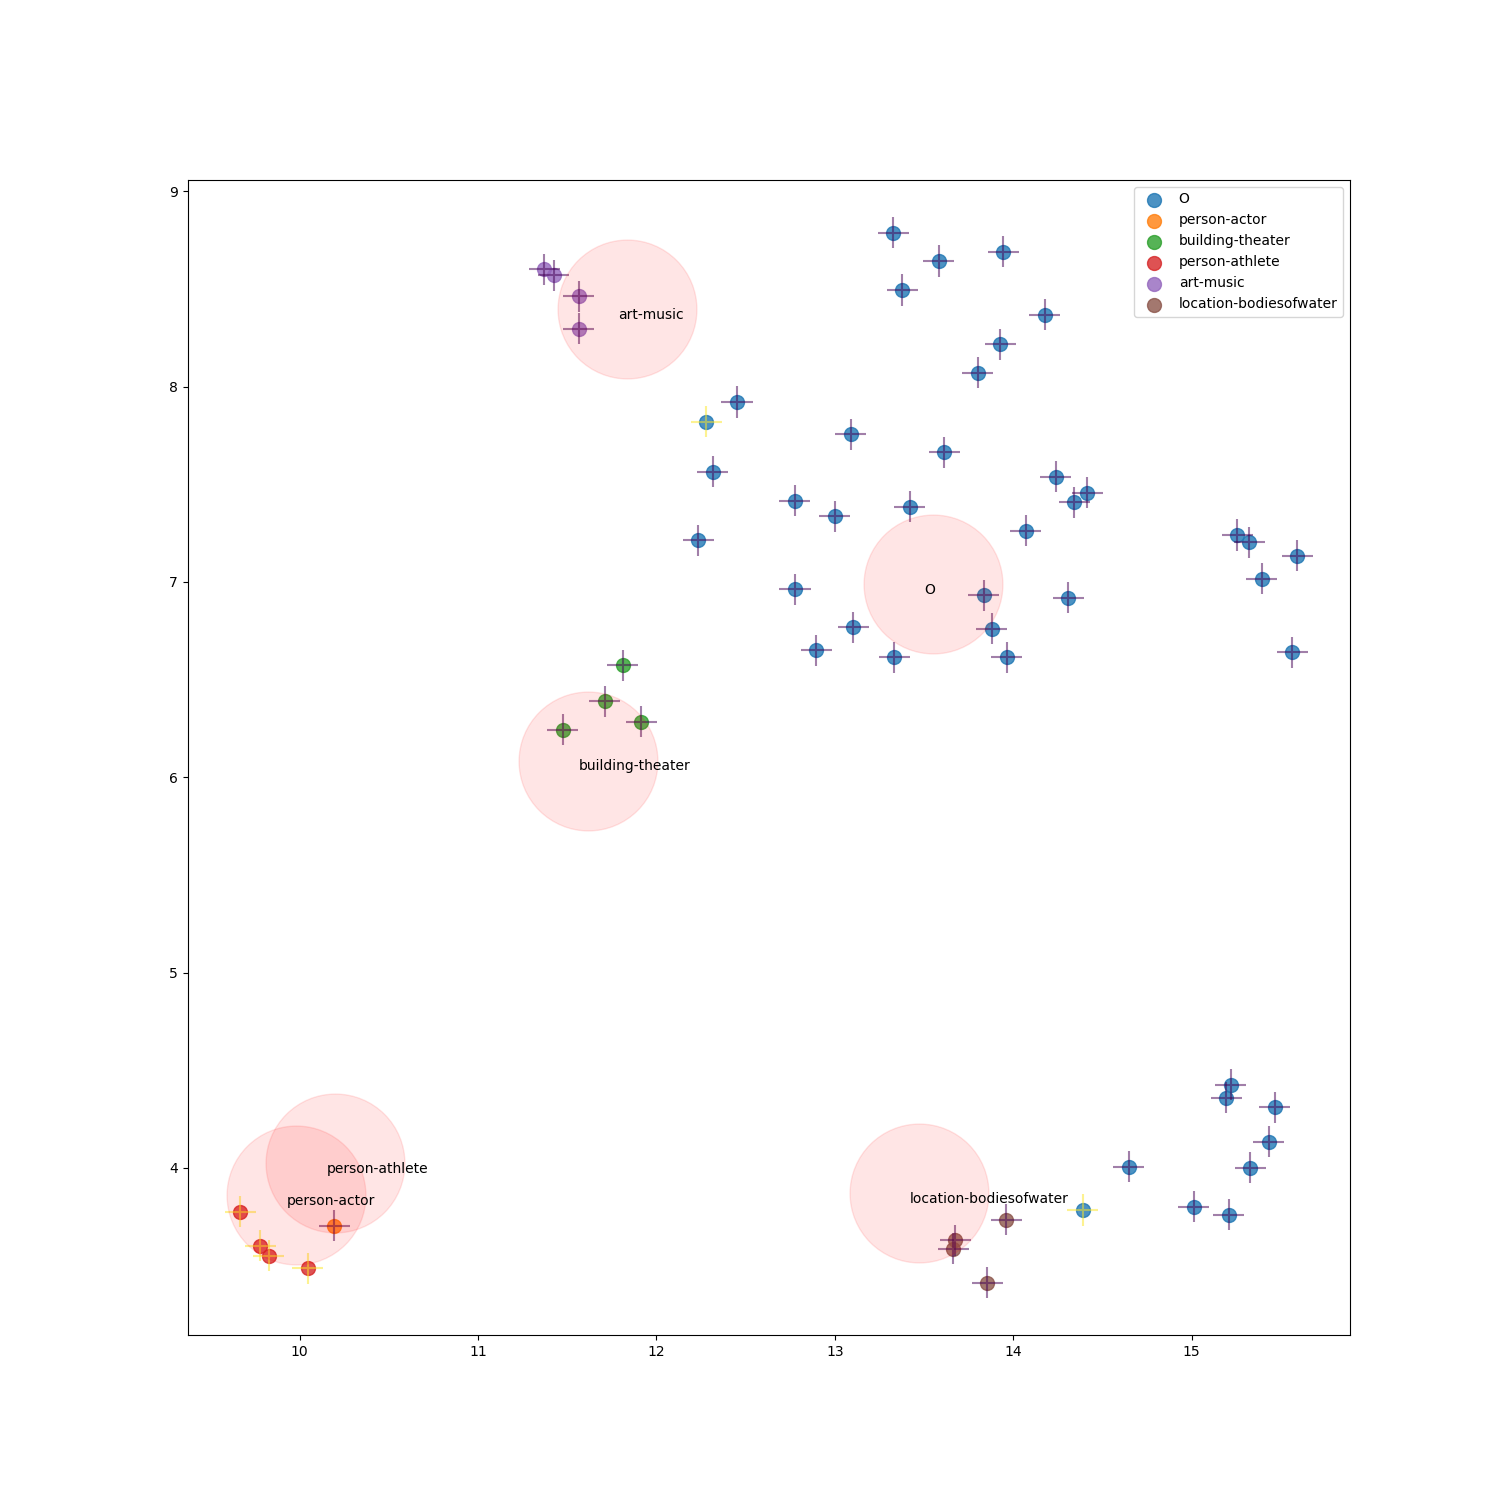 9
8
7
6
5
4
10
11
12
13
14
15
O
person-actor
building-theater
person-athlete
art-music
location-bodiesofwater
art-music
O
building-theater
person-athlete
person-actor
location-bodiesofwater